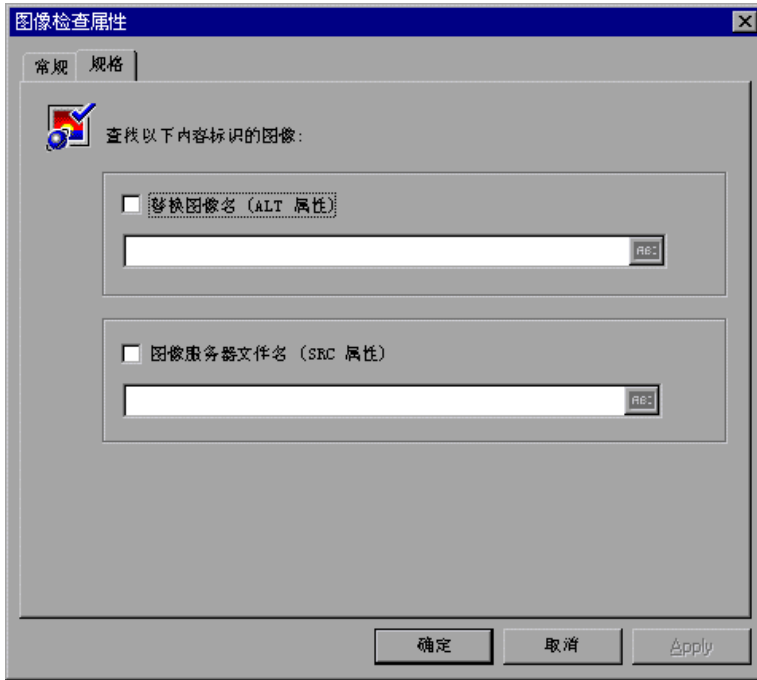 图像检查属性
常规 规格
查找以下内容标识的图像:
替换图像名 (ALT 属性)
ABC
图像服务器文件名 (SRC 属性)
ABC
确定 取消 Apply